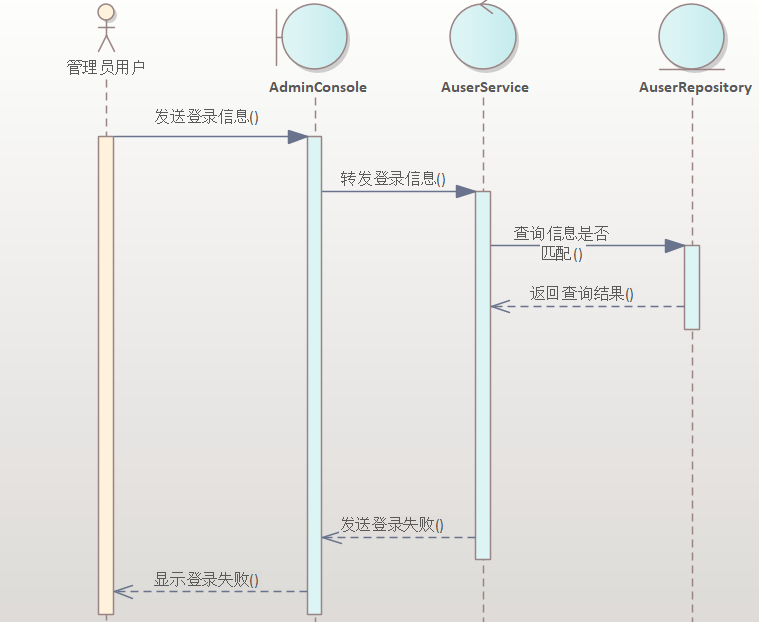 管理员用户
AdminConsole
AuserService
AuserRepository
发送登录信息()
转发登录信息()
查询信息是否
匹配()
返回查询结果()
发送登录失败()
显示登录失败()